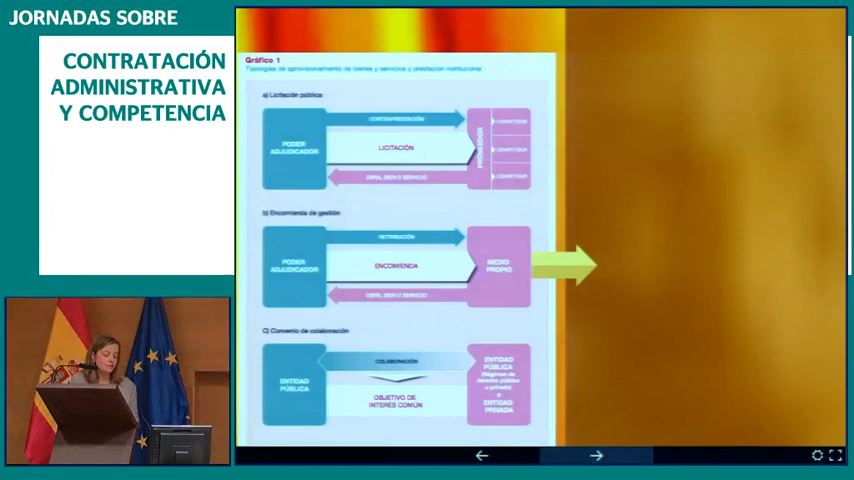 JORNADAS SOBRE
CONTRATACIÓN
ADMINISTRATIVA
Y COMPETENCIA
Gráfico 1
Tipologías de aprovisionamiento de bienes y servicios y prestación institucional
a) Licitación pública
PODER
ADJUDICADOR
CONTRAPRESTACIÓN
LICITACIÓN
OBRA, BIEN O SERVICIO
PROVEEDOR
COMPETIDOR
COMPETIDOR
COMPETIDOR
b) Encomienda de gestión
PODER
ADJUDICADOR
RETRIBUCIÓN
ENCOMIENDA
OBRA, BIEN O SERVICIO
MEDIO
PROPIO
C) Convenio de colaboración
ENTIDAD
PÚBLICA
COLABORACIÓN
OBJETIVO DE
INTERÉS COMÚN
ENTIDAD
PÚBLICA
(Régimen de
derecho público
o privado)
o
ENTIDAD
PRIVADA